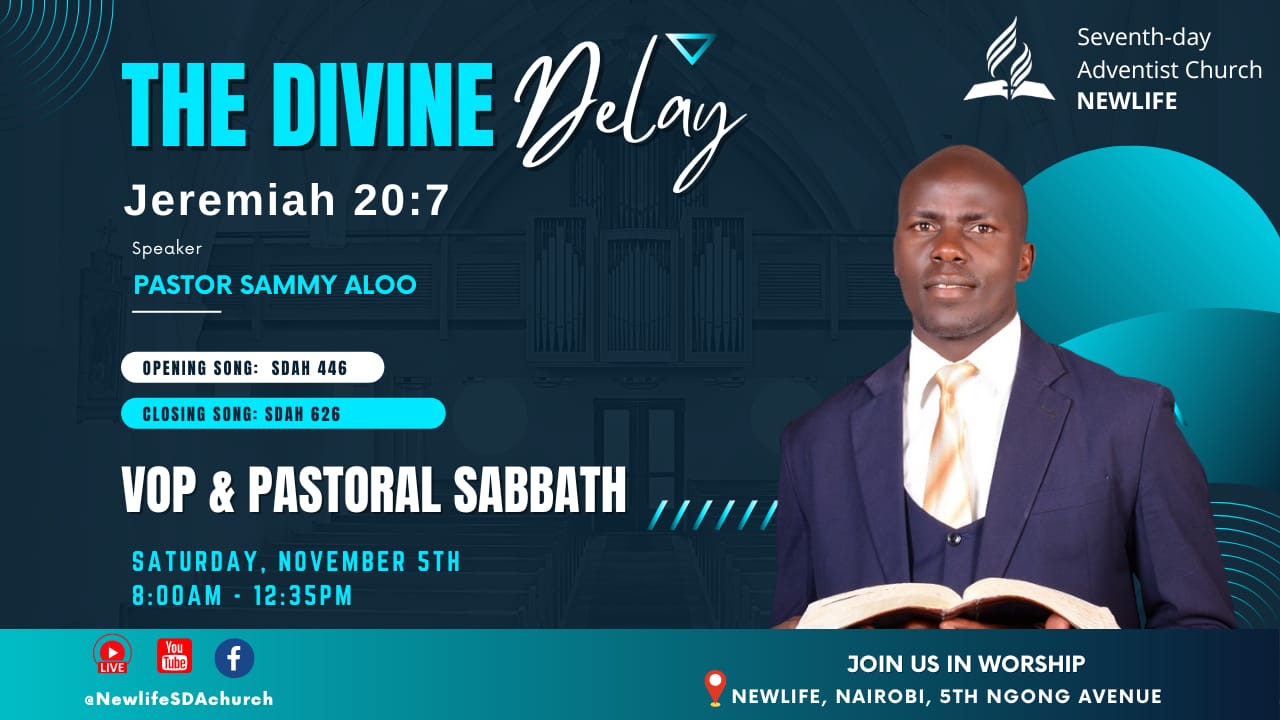 THE DIVINE Delay
Seventh-day
Adventist Church
NEWLIFE
Jeremiah 20:7
Speaker
PASTOR SAMMY ALOO
OPENING SONG: SDAH 446
CLOSING SONG: SDAH 626
VOP & PASTORAL SABBATH
SATURDAY, NOVEMBER 5TH
8:00AM - 12:35PM
LIVE
You
Tube
f
@NewlifeSDAchurch
JOIN US IN WORSHIP
NEWLIFE, NAIROBI, 5TH NGONG AVENUE